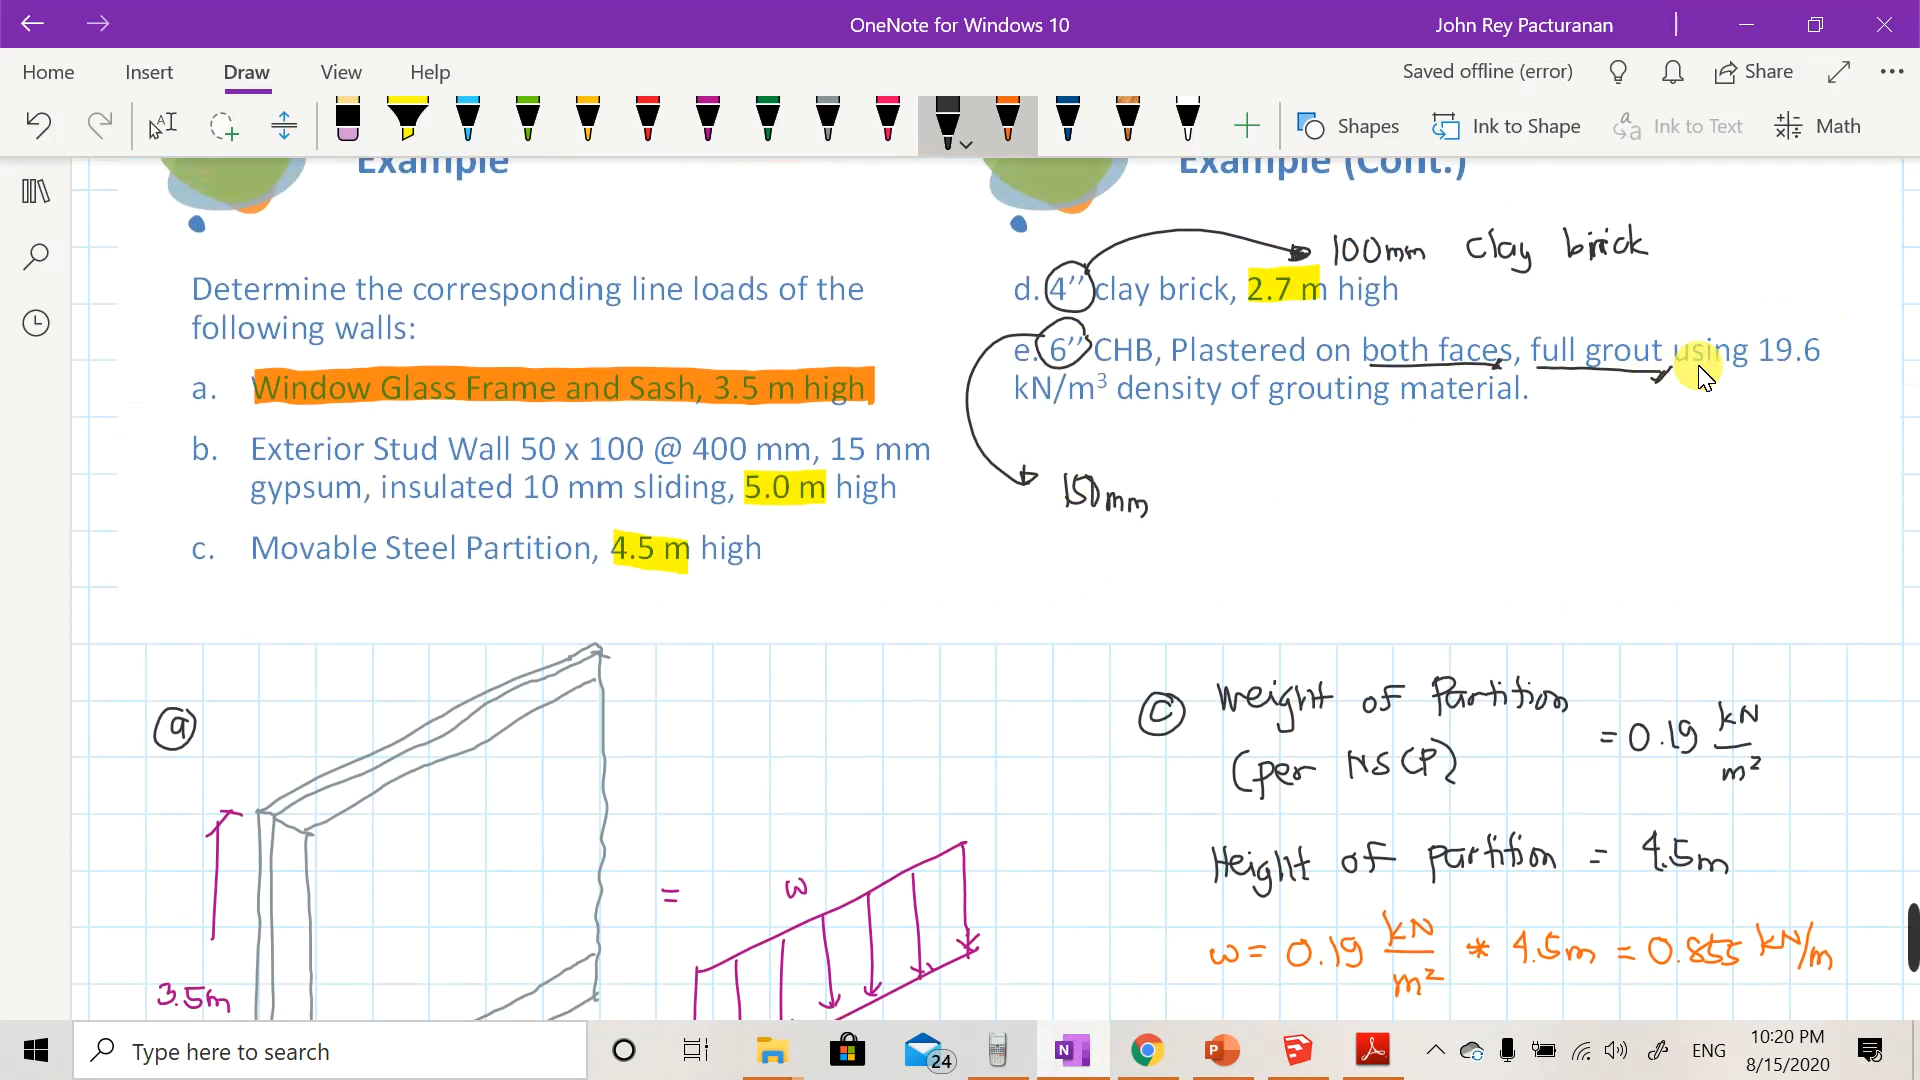 OneNote for Windows 10
John Rey Pacturanan
Home
Insert
Draw
View
Help
Saved offline (error)
Share
Shapes
Ink to Shape
Ink to Text
Math
Example
Example (Cont.)
Determine the corresponding line loads of the
following walls:
a. Window Glass Frame and Sash, 3.5 m high
b. Exterior Stud Wall 50 x 100 @ 400 mm, 15 mm
gypsum, insulated 10 mm sliding, 5.0 m high
c. Movable Steel Partition, 4.5 m high
100mm clay brick
d. 4’’ clay brick, 2.7 m high
e. 6’’ CHB, Plastered on both faces, full grout using 19.6
kN/m³ density of grouting material.
150mm
a
3.5m
=
w
c Weight of Partition
(per NSCP)
= 0.19 kN/m²
Height of partition = 4.5m
w = 0.19 kN/m² * 4.5m = 0.855 kN/m
Type here to search
24
ENG
10:20 PM
8/15/2020